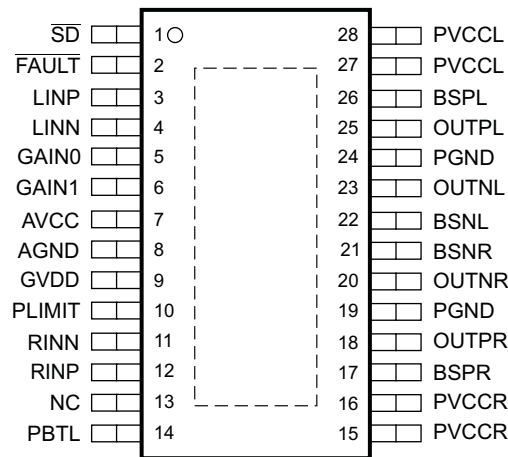 SD 1 28 PVCCL
FAULT 2 27 PVCCL
LINP 3 26 BSPL
LINN 4 25 OUTPL
GAIN0 5 24 PGND
GAIN1 6 23 OUTNL
AVCC 7 22 BSNL
AGND 8 21 BSNR
GVDD 9 20 OUTNR
PLIMIT 10 19 PGND
RINN 11 18 OUTPR
RINP 12 17 BSPR
NC 13 16 PVCCR
PBTL 14 15 PVCCR